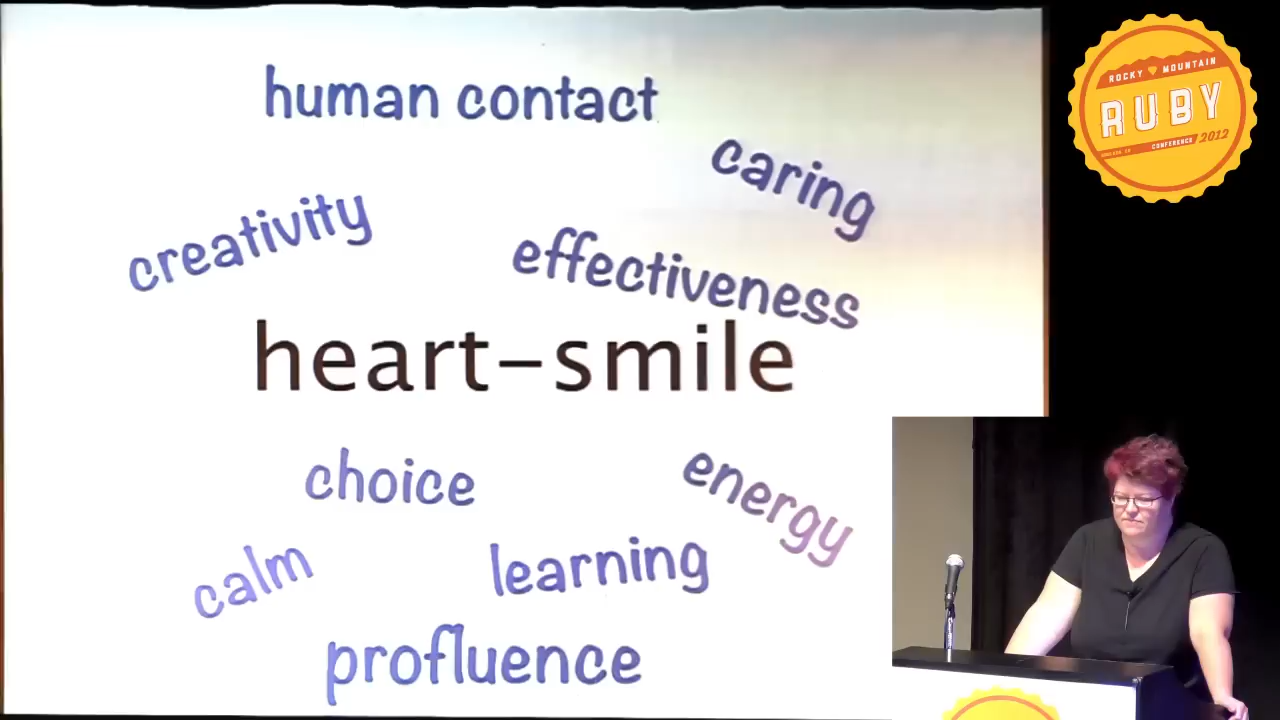 human contact
caring
creativity
effectiveness
heart-smile
choice
energy
calm
learning
profluence
ROCKY MOUNTAIN
RUBY
CONFERENCE 2012